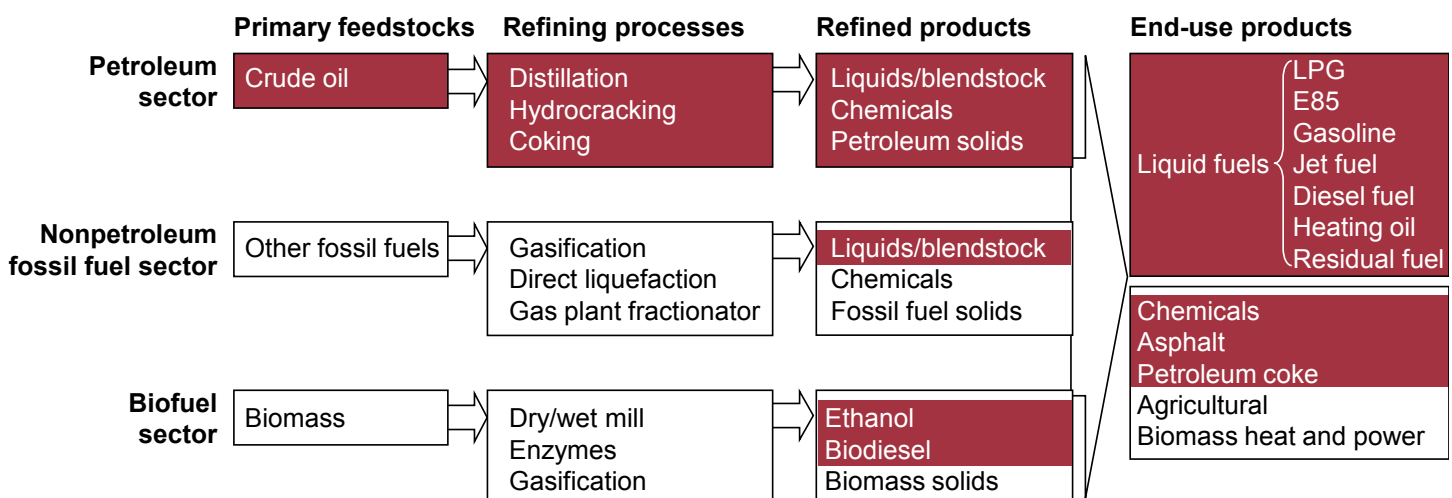 Primary feedstocks
Refining processes
Refined products
End-use products
Petroleum
sector
Crude oil
Distillation
Hydrocracking
Coking
Liquids/blendstock
Chemicals
Petroleum solids
Liquid fuels
LPG
E85
Gasoline
Jet fuel
Diesel fuel
Heating oil
Residual fuel
Nonpetroleum
fossil fuel sector
Other fossil fuels
Gasification
Direct liquefaction
Gas plant fractionator
Liquids/blendstock
Chemicals
Fossil fuel solids
Chemicals
Asphalt
Petroleum coke
Agricultural
Biomass heat and power
Biofuel
sector
Biomass
Dry/wet mill
Enzymes
Gasification
Ethanol
Biodiesel
Biomass solids